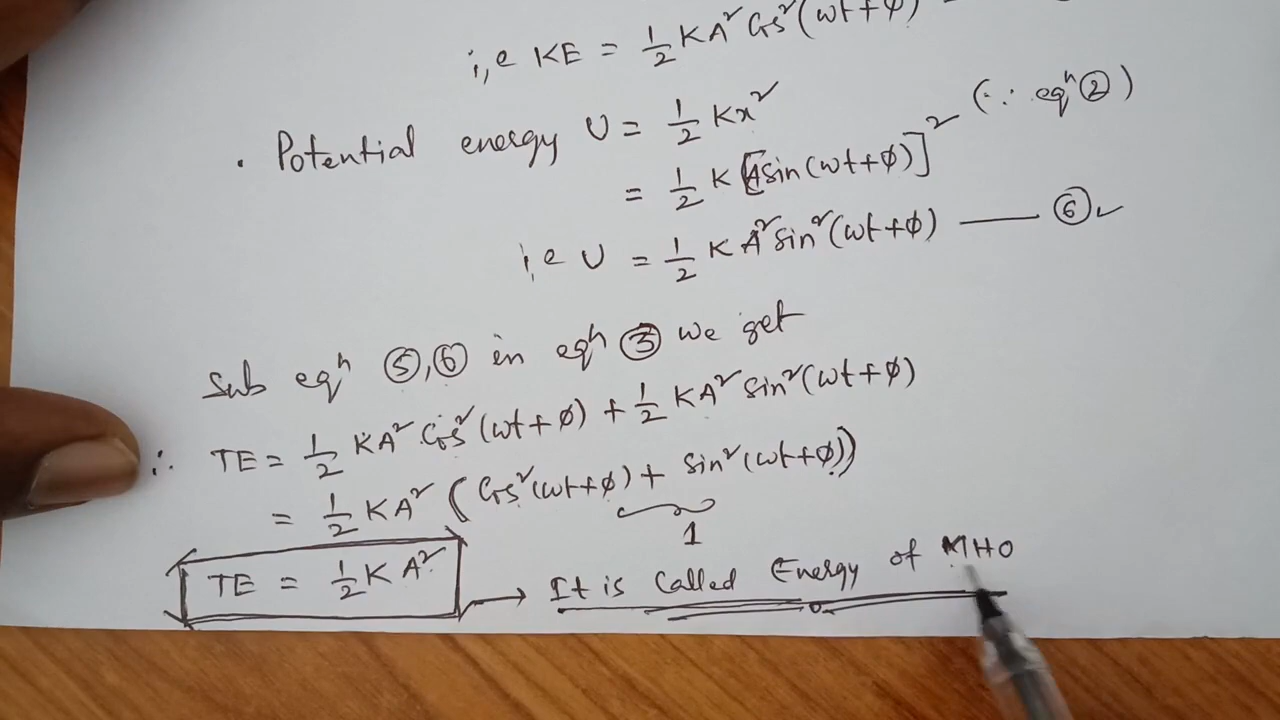 i,e KE = 1/2 KA² Cos²(ωt+φ)
. Potential energy U = 1/2 Kx²
= 1/2 K [A sin(ωt+φ)]² (∵ eqⁿ ②)
i,e U = 1/2 K A² Sin²(ωt+φ) —— ⑥
Sub eqⁿ ⑤,⑥ in eqⁿ ③ we get
∴ TE = 1/2 KA² Cos²(ωt+φ) + 1/2 KA² Sin²(ωt+φ)
= 1/2 KA² (Cos²(ωt+φ) + Sin²(ωt+φ))
1
TE = 1/2 KA² → It is Called Energy of MHO